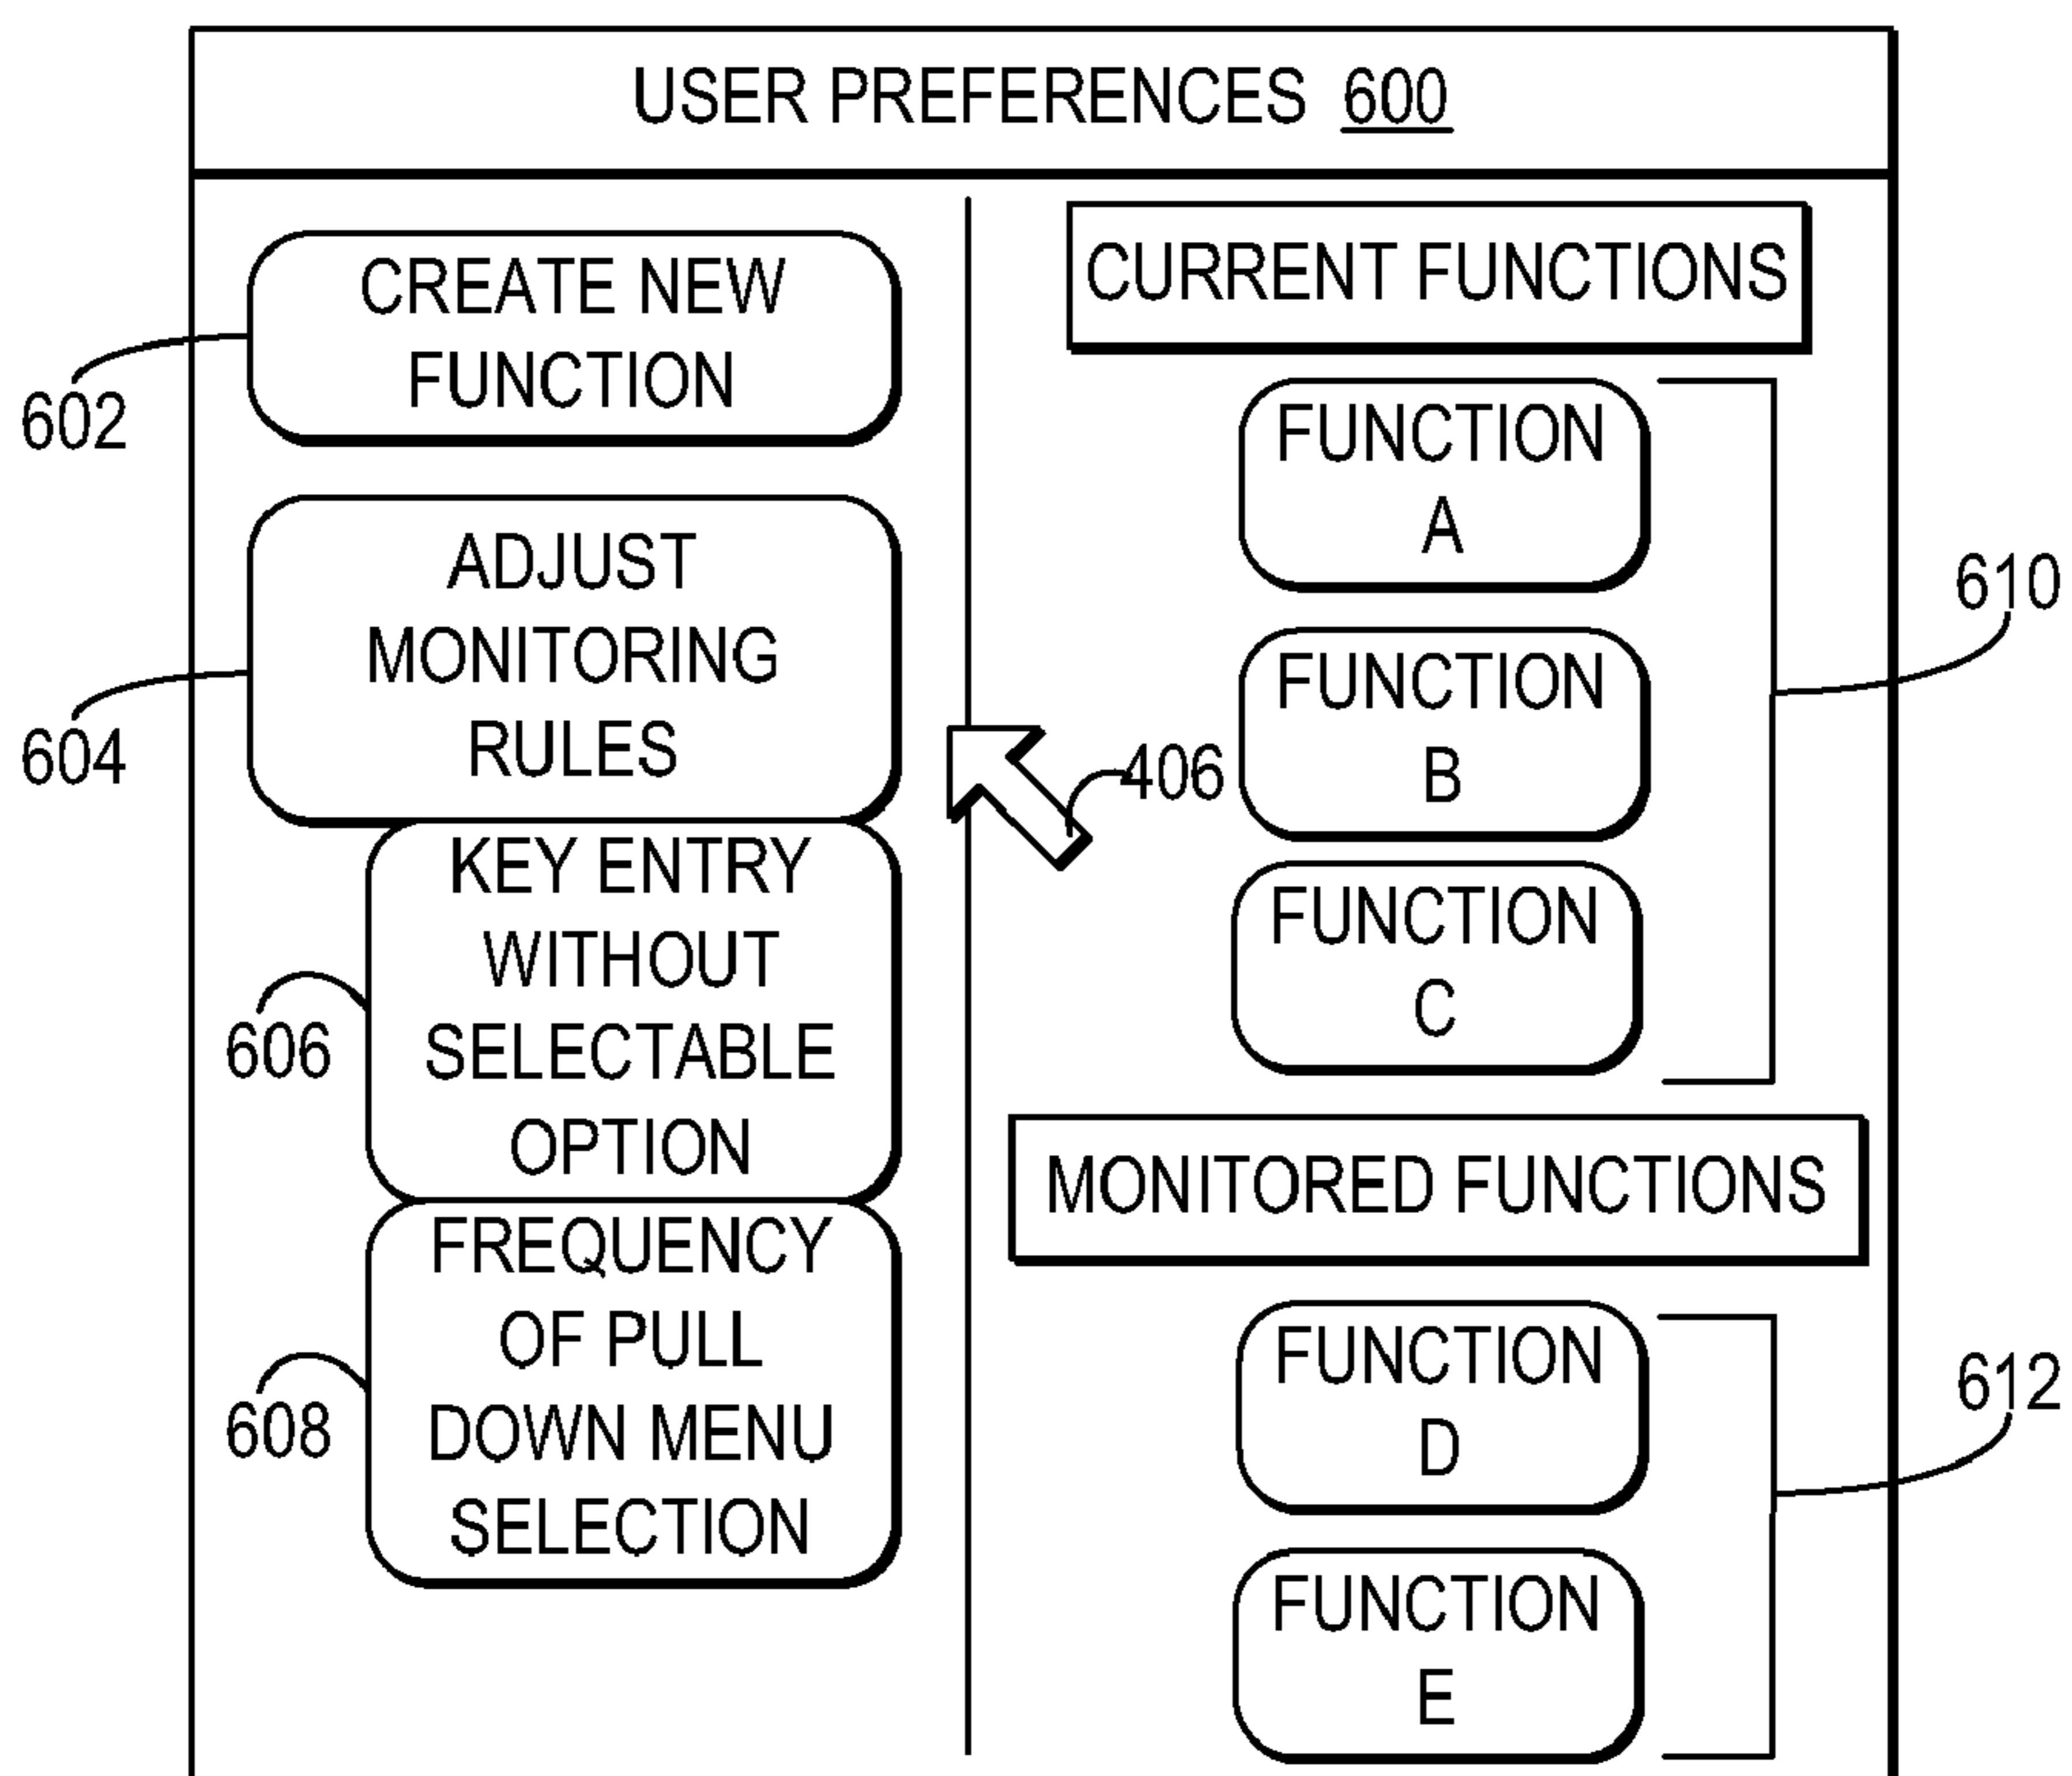 USER PREFERENCES 600
CREATE NEW
FUNCTION
602
ADJUST
MONITORING
RULES
604
KEY ENTRY
WITHOUT
SELECTABLE
OPTION
606
FREQUENCY
OF PULL
DOWN MENU
SELECTION
608
406
CURRENT FUNCTIONS
FUNCTION
A
FUNCTION
B
FUNCTION
C
610
MONITORED FUNCTIONS
FUNCTION
D
FUNCTION
E
612